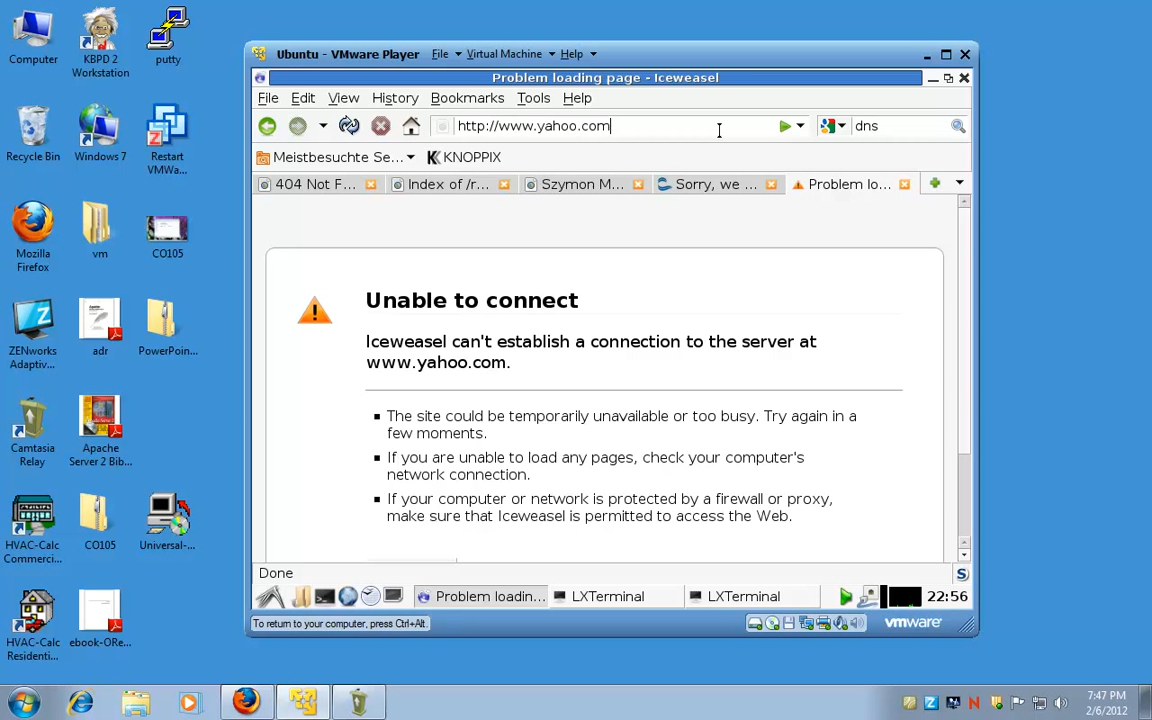 Computer
KBPD 2
Workstation
putty
Recycle Bin
Windows 7
Restart
VMWa...
Mozilla
Firefox
vm
CO105
ZENworks
Adaptiv...
adr
PowerPoin...
Camtasia
Relay
Apache
Server 2 Bib...
HVAC-Calc
Commerci...
CO105
Universal-...
HVAC-Calc
Residenti...
ebook-ORe...
Ubuntu - VMware Player File Virtual Machine Help
Problem loading page - Iceweasel
File Edit View History Bookmarks Tools Help
http://www.yahoo.com
dns
Meistbesuchte Se... KNOPPIX
404 Not F... Index of /r... Szymon M... Sorry, we ... Problem lo...
Unable to connect
Iceweasel can't establish a connection to the server at
www.yahoo.com.
The site could be temporarily unavailable or too busy. Try again in a
few moments.
If you are unable to load any pages, check your computer's
network connection.
If your computer or network is protected by a firewall or proxy,
make sure that Iceweasel is permitted to access the Web.
Done
Problem loadin... LXTerminal LXTerminal 22:56
To return to your computer, press Ctrl+Alt.
vmware
7:47 PM
2/6/2012